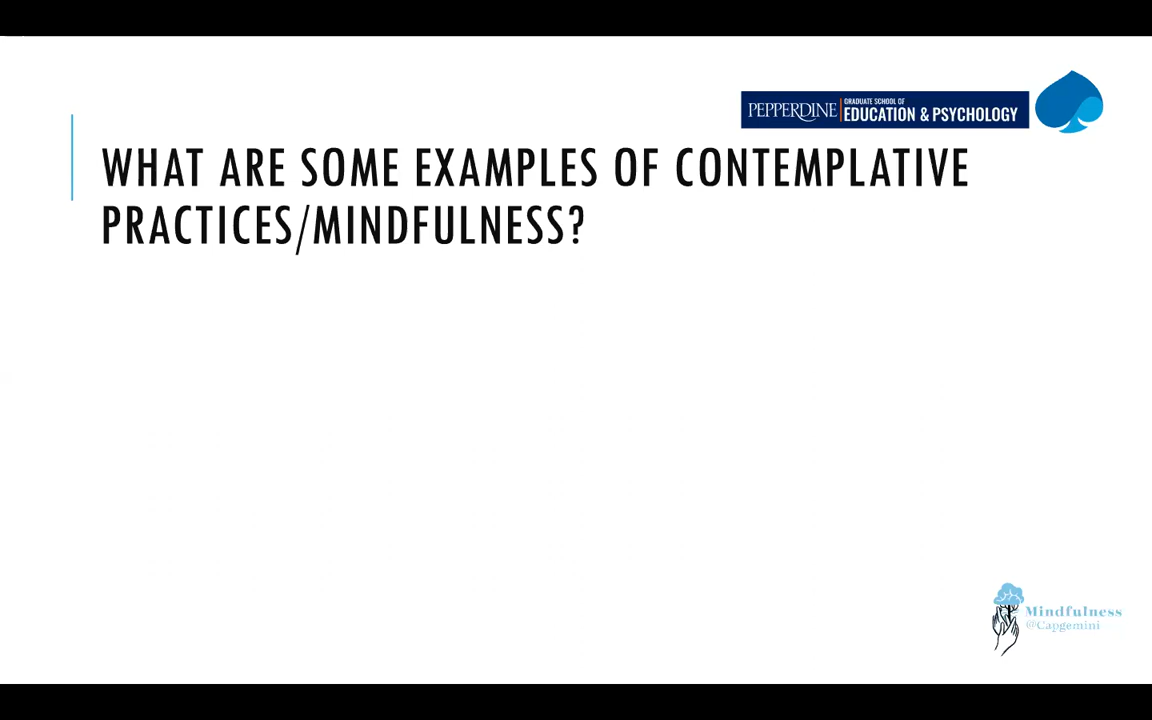 PEPPERDINE GRADUATE SCHOOL OF
EDUCATION & PSYCHOLOGY
WHAT ARE SOME EXAMPLES OF CONTEMPLATIVE
PRACTICES/MINDFULNESS?
Mindfulness
@Capgemini